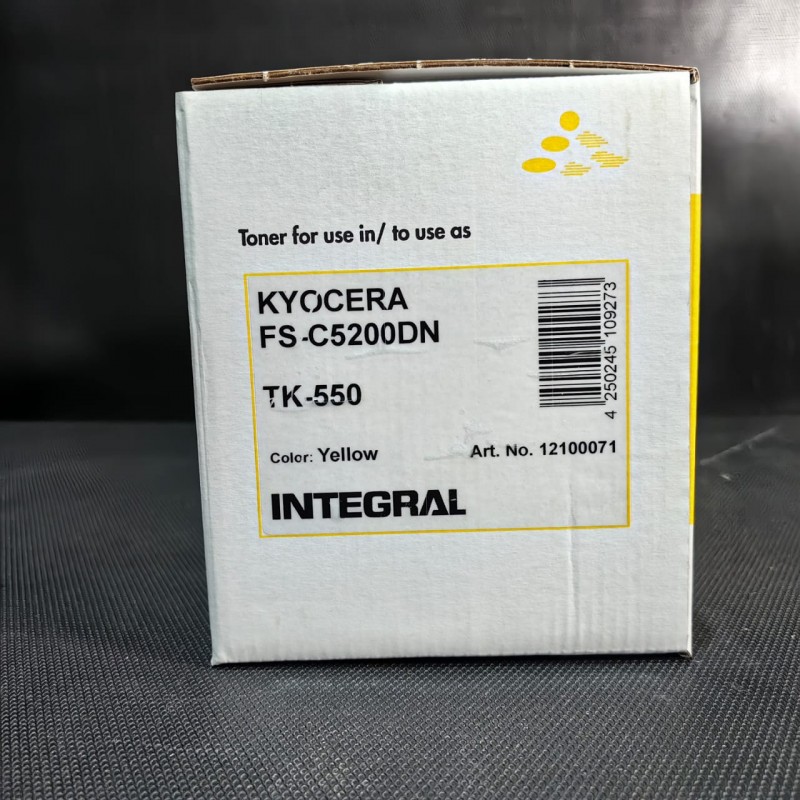 Toner for use in/ to use as
KYOCERA
FS-C5200DN
TK-550
4 250245 109273
Color: Yellow
Art. No. 12100071
INTEGRAL